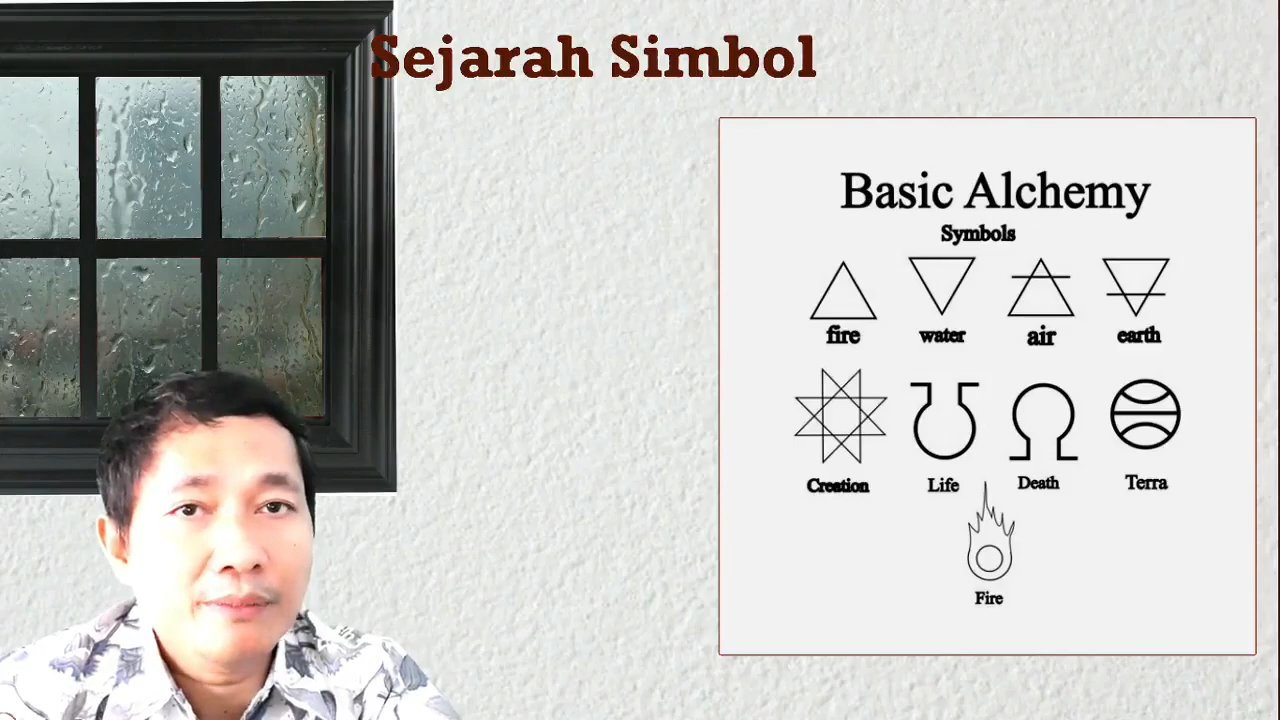 Sejarah Simbol
Basic Alchemy
Symbols
fire water air earth
Creation Life Death Terra
Fire